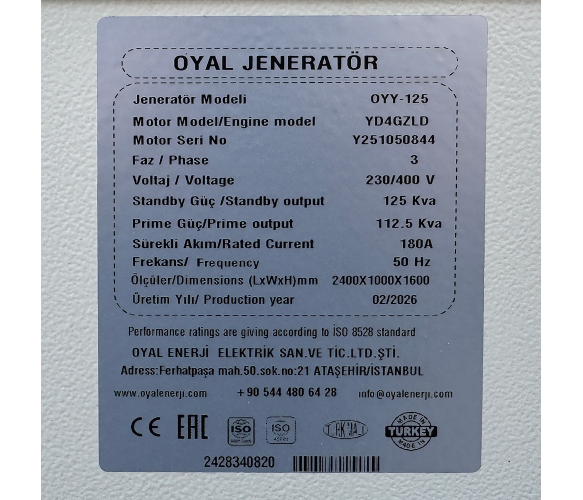 OYAL JENERATÖR
Jeneratör Modeli OYY-125
Motor Model/Engine model YD4GZLD
Motor Seri No Y251050844
Faz / Phase 3
Voltaj / Voltage 230/400 V
Standby Güç /Standby output 125 Kva
Prime Güç/Prime output 112.5 Kva
Sürekli Akım/Rated Current 180A
Frekans/ Frequency 50 Hz
Ölçüler/Dimensions (LxWxH)mm 2400X1000X1600
Üretim Yılı/ Production year 02/2026
Performance ratings are giving according to İSO 8528 standard
OYAL ENERJİ ELEKTRİK SAN.VE TİC.LTD.ŞTİ.
Adress:Ferhatpaşa mah.50.sok.no:21 ATAŞEHİR/İSTANBUL
www.oyalenerji.com +90 544 480 64 28 info@oyalenerji.com
CE EAC ISO ISO MADE IN TURKEY MADE IN
2428340820